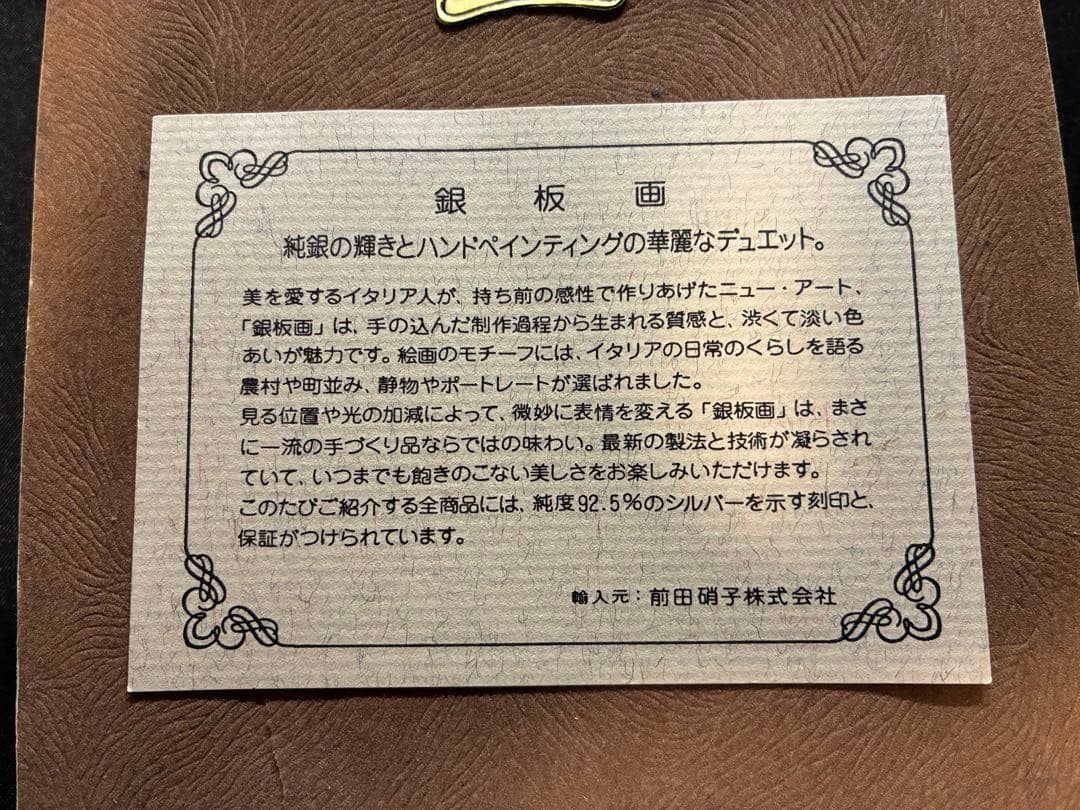 銀板画
純銀の輝きとハンドペインティングの華麗なデュエット。
美を愛するイタリア人が、持ち前の感性で作りあげたニュー・アート、
「銀板画」は、手の込んだ制作過程から生まれる質感と、渋くて淡い色
あいが魅力です。絵画のモチーフには、イタリアの日常のくらしを語る
農村や町並み、静物やポートレートが選ばれました。
見る位置や光の加減によって、微妙に表情を変える「銀板画」は、まさ
に一流の手づくり品ならではの味わい。最新の製法と技術が凝らされ
ていて、いつまでも飽きのこない美しさをお楽しみいただけます。
このたびご紹介する全商品には、純度92.5%のシルバーを示す刻印と、
保証がつけられています。
輸入元：前田硝子株式会社